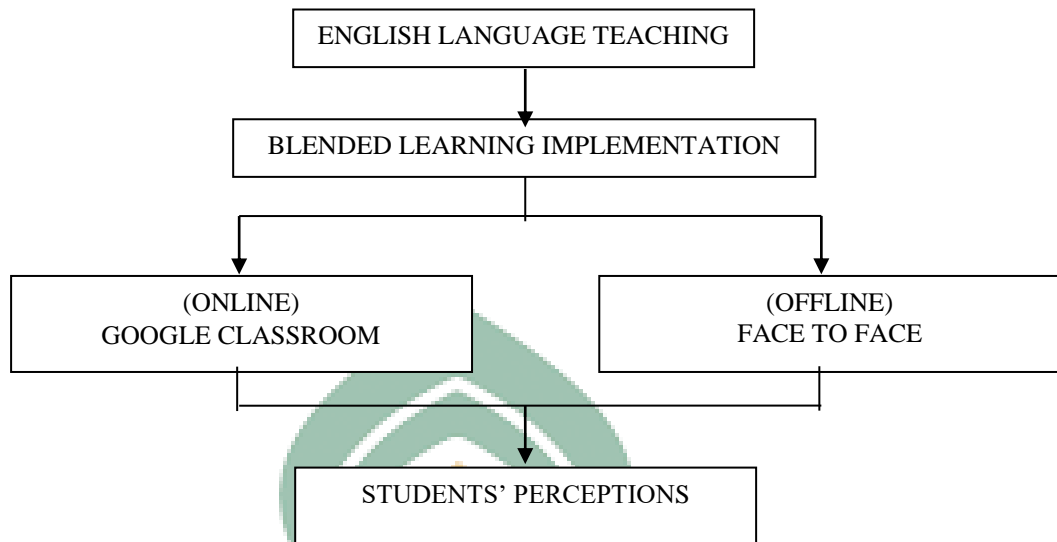 ENGLISH LANGUAGE TEACHING
BLENDED LEARNING IMPLEMENTATION
(ONLINE)
GOOGLE CLASSROOM
(OFFLINE)
FACE TO FACE
STUDENTS’ PERCEPTIONS